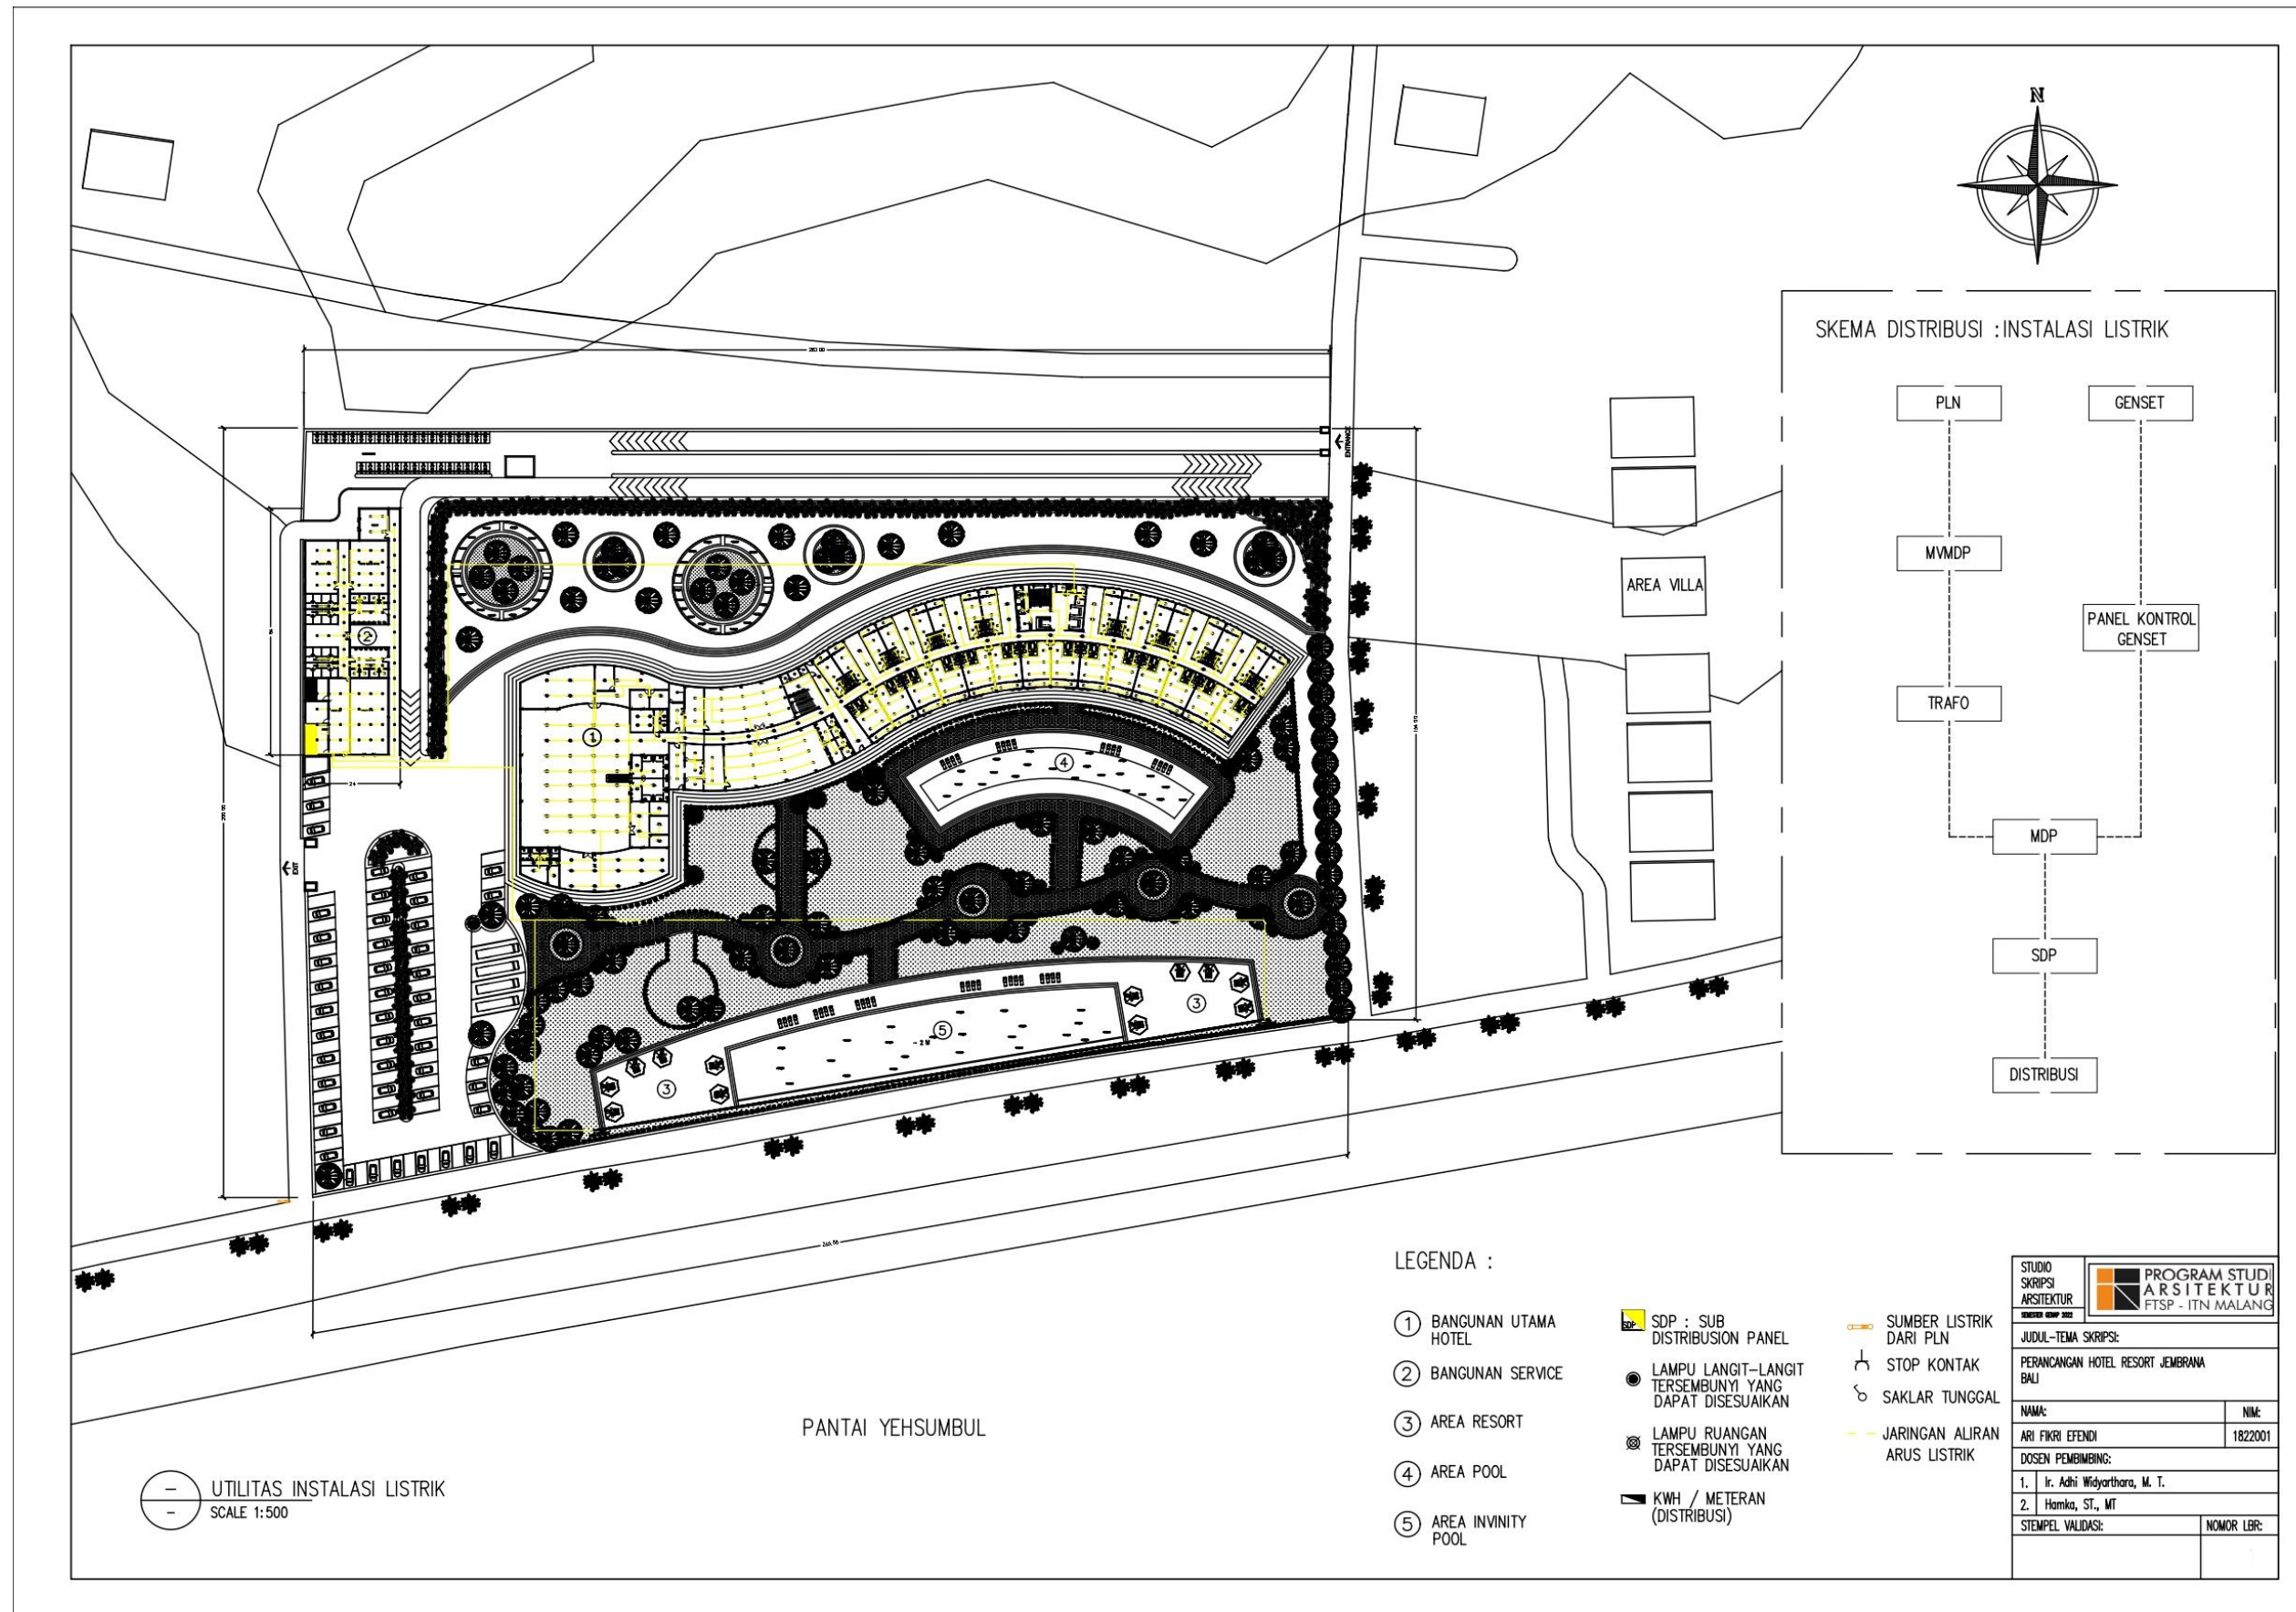 N
SKEMA DISTRIBUSI :INSTALASI LISTRIK
PLN
GENSET
MVMDP
PANEL KONTROL
GENSET
TRAFO
MDP
SDP
DISTRIBUSI
ENTRANCE
AREA VILLA
2
1
4
24
EXIT
3
5
- 2 M
3
PANTAI YEHSUMBUL
UTILITAS INSTALASI LISTRIK
SCALE 1:500
LEGENDA :
1 BANGUNAN UTAMA
HOTEL
2 BANGUNAN SERVICE
3 AREA RESORT
4 AREA POOL
5 AREA INVINITY
POOL
SDP
SDP : SUB
DISTRIBUSION PANEL
LAMPU LANGIT-LANGIT
TERSEMBUNYI YANG
DAPAT DISESUAIKAN
LAMPU RUANGAN
TERSEMBUNYI YANG
DAPAT DISESUAIKAN
KWH / METERAN
(DISTRIBUSI)
SUMBER LISTRIK
DARI PLN
STOP KONTAK
SAKLAR TUNGGAL
JARINGAN ALIRAN
ARUS LISTRIK
STUDIO
SKRIPSI
ARSITEKTUR
SEMESTER GENAP 2022
PROGRAM STUDI
ARSITEKTUR
FTSP - ITN MALANG
JUDUL-TEMA SKRIPSI:
PERANCANGAN HOTEL RESORT JEMBRANA
BALI
NAMA: NIM:
ARI FIKRI EFENDI 1822001
DOSEN PEMBIMBING:
1. Ir. Adhi Widyarthara, M. T.
2. Hamka, ST., MT
STEMPEL VALIDASI: NOMOR LBR: